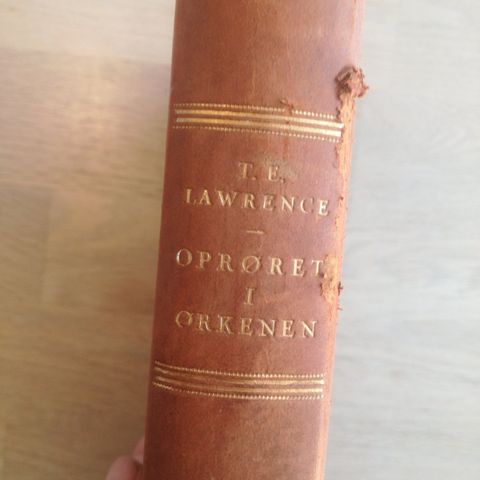 T. E.
LAWRENCE
—
OPRØRET
I
ØRKENEN